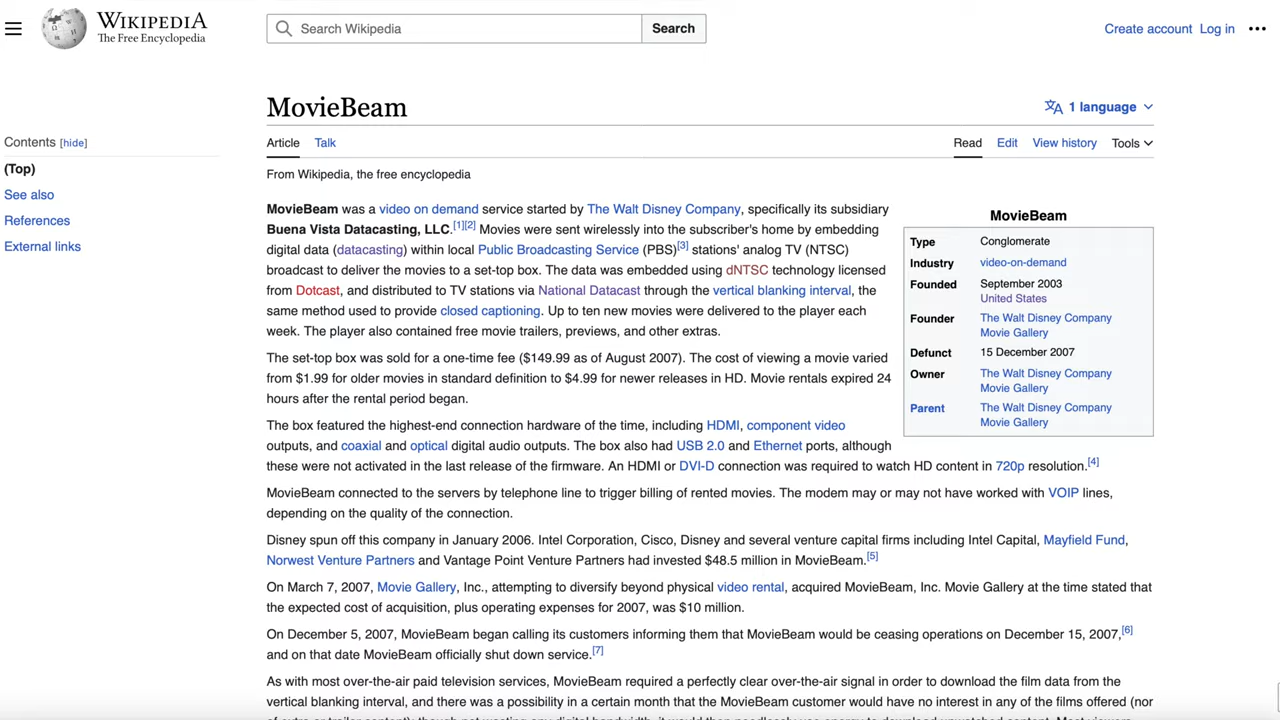 WIKIPEDIA
The Free Encyclopedia
Search Wikipedia
Search
Create account Log in
MovieBeam
1 language
Contents [hide]
(Top)
See also
References
External links
Article Talk
Read Edit View history Tools
From Wikipedia, the free encyclopedia
MovieBeam was a video on demand service started by The Walt Disney Company, specifically its subsidiary
Buena Vista Datacasting, LLC.[1][2] Movies were sent wirelessly into the subscriber's home by embedding
digital data (datacasting) within local Public Broadcasting Service (PBS)[3] stations' analog TV (NTSC)
broadcast to deliver the movies to a set-top box. The data was embedded using dNTSC technology licensed
from Dotcast, and distributed to TV stations via National Datacast through the vertical blanking interval, the
same method used to provide closed captioning. Up to ten new movies were delivered to the player each
week. The player also contained free movie trailers, previews, and other extras.
The set-top box was sold for a one-time fee ($149.99 as of August 2007). The cost of viewing a movie varied
from $1.99 for older movies in standard definition to $4.99 for newer releases in HD. Movie rentals expired 24
hours after the rental period began.
The box featured the highest-end connection hardware of the time, including HDMI, component video
outputs, and coaxial and optical digital audio outputs. The box also had USB 2.0 and Ethernet ports, although
these were not activated in the last release of the firmware. An HDMI or DVI-D connection was required to watch HD content in 720p resolution.[4]
MovieBeam connected to the servers by telephone line to trigger billing of rented movies. The modem may or may not have worked with VOIP lines,
depending on the quality of the connection.
Disney spun off this company in January 2006. Intel Corporation, Cisco, Disney and several venture capital firms including Intel Capital, Mayfield Fund,
Norwest Venture Partners and Vantage Point Venture Partners had invested $48.5 million in MovieBeam.[5]
On March 7, 2007, Movie Gallery, Inc., attempting to diversify beyond physical video rental, acquired MovieBeam, Inc. Movie Gallery at the time stated that
the expected cost of acquisition, plus operating expenses for 2007, was $10 million.
On December 5, 2007, MovieBeam began calling its customers informing them that MovieBeam would be ceasing operations on December 15, 2007,[6]
and on that date MovieBeam officially shut down service.[7]
As with most over-the-air paid television services, MovieBeam required a perfectly clear over-the-air signal in order to download the film data from the
vertical blanking interval, and there was a possibility in a certain month that the MovieBeam customer would have no interest in any of the films offered (nor
MovieBeam
Type Conglomerate
Industry video-on-demand
Founded September 2003
United States
Founder The Walt Disney Company
Movie Gallery
Defunct 15 December 2007
Owner The Walt Disney Company
Movie Gallery
Parent The Walt Disney Company
Movie Gallery